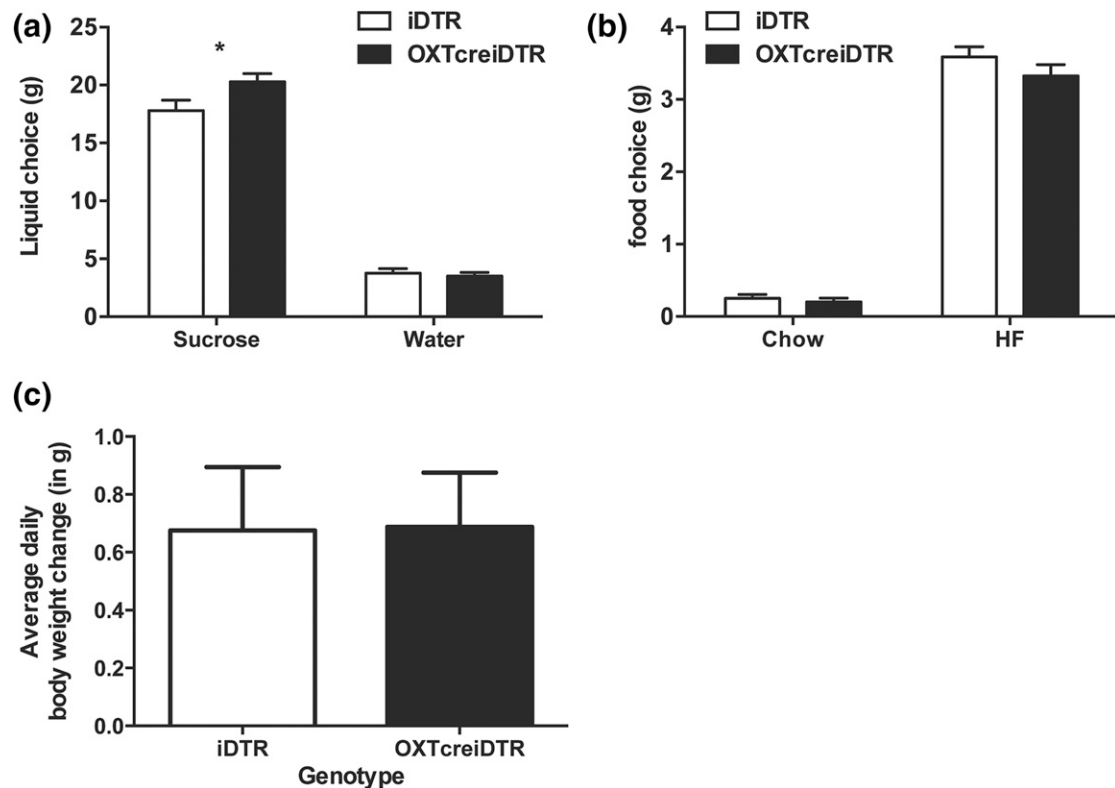 (a)
iDTR
OXTcreiDTR
*
Liquid choice (g)
25
20
15
10
5
0
Sucrose Water
(b)
iDTR
OXTcreiDTR
food choice (g)
4
3
2
1
0
Chow HF
(c)
Average daily
body weight change (in g)
1.0
0.8
0.6
0.4
0.2
0.0
iDTR OXTcreiDTR
Genotype